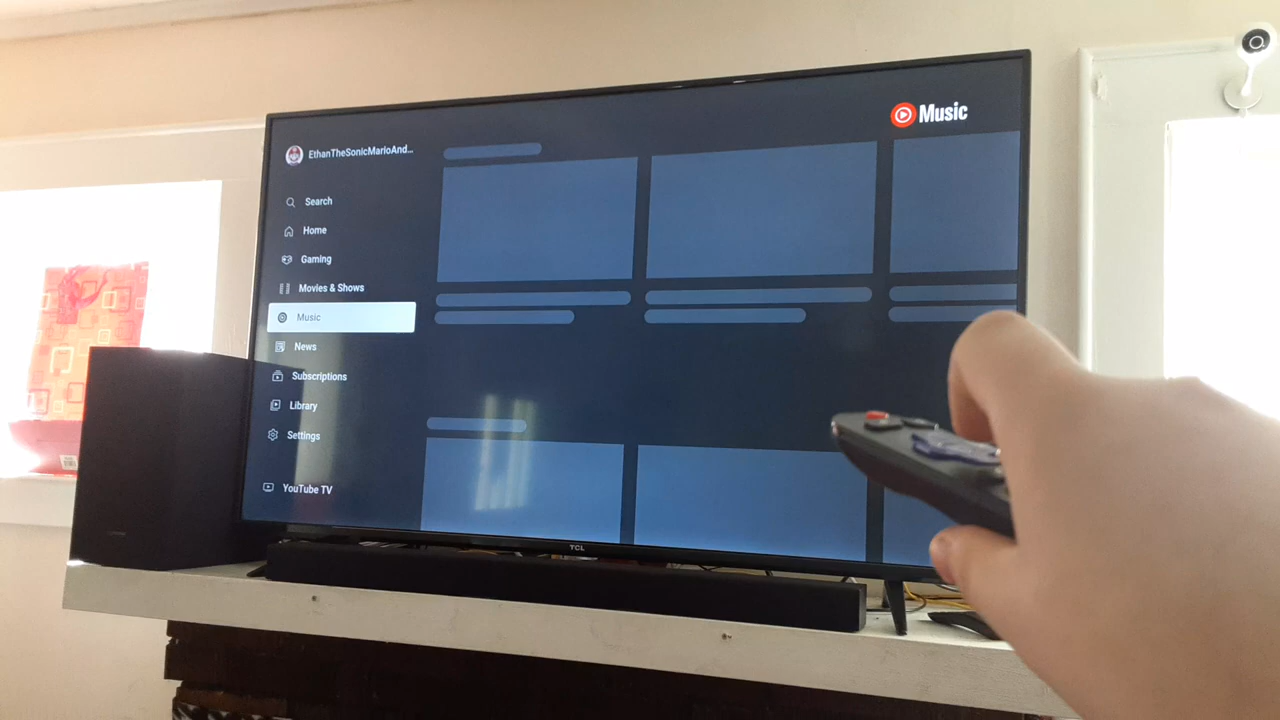 Music
EthanTheSonicMarioAnd...
Search
Home
Gaming
Movies & Shows
Music
News
Subscriptions
Library
Settings
YouTube TV
TCL